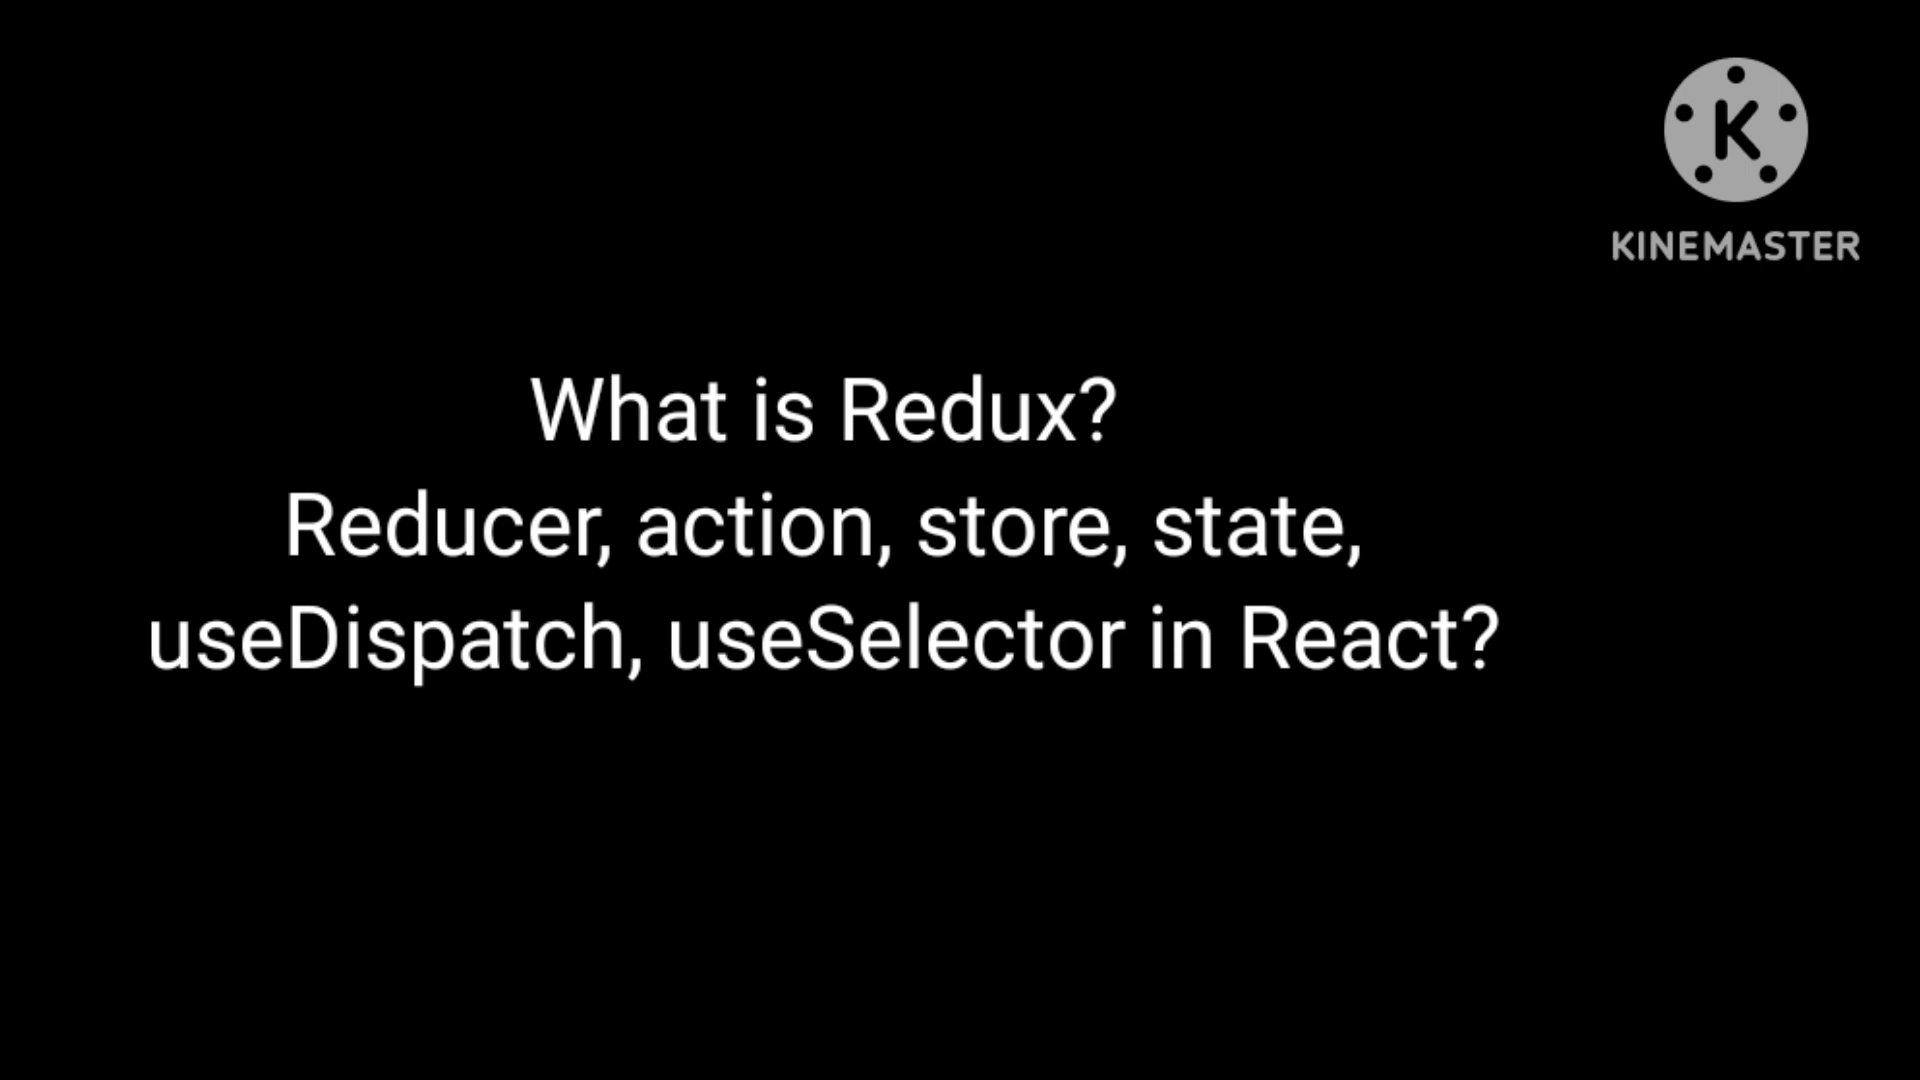 K
KINEMASTER
What is Redux?
Reducer, action, store, state,
useDispatch, useSelector in React?